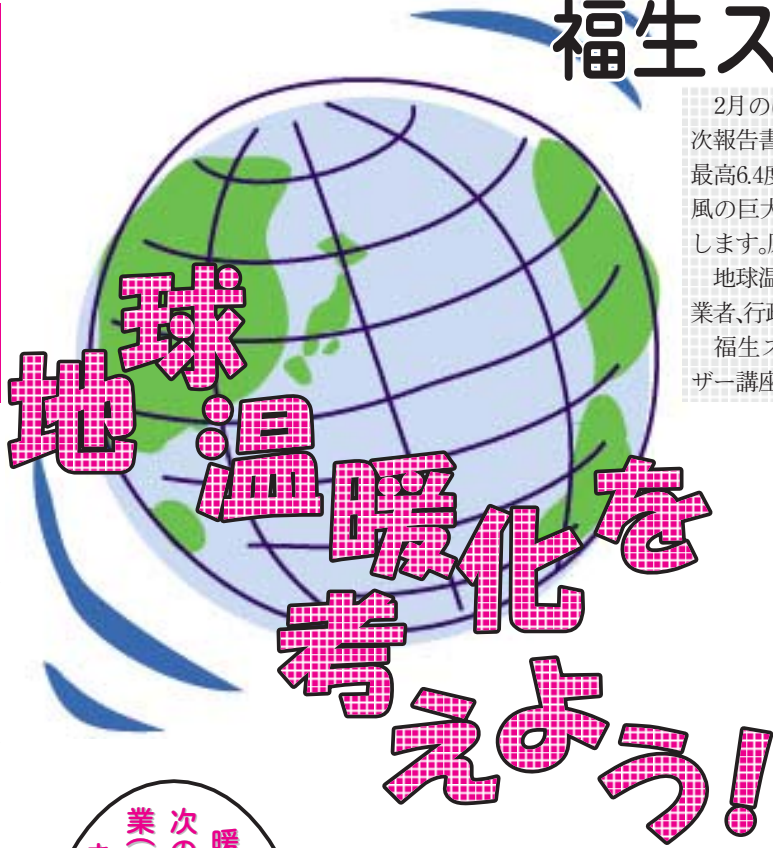 福生ス
2月の
次報告書
最高6.4度
風の巨大
します。
地球温
業者、行政
福生ス
ザー講座
地球温暖化を
考えよう!
暖
次の
業(